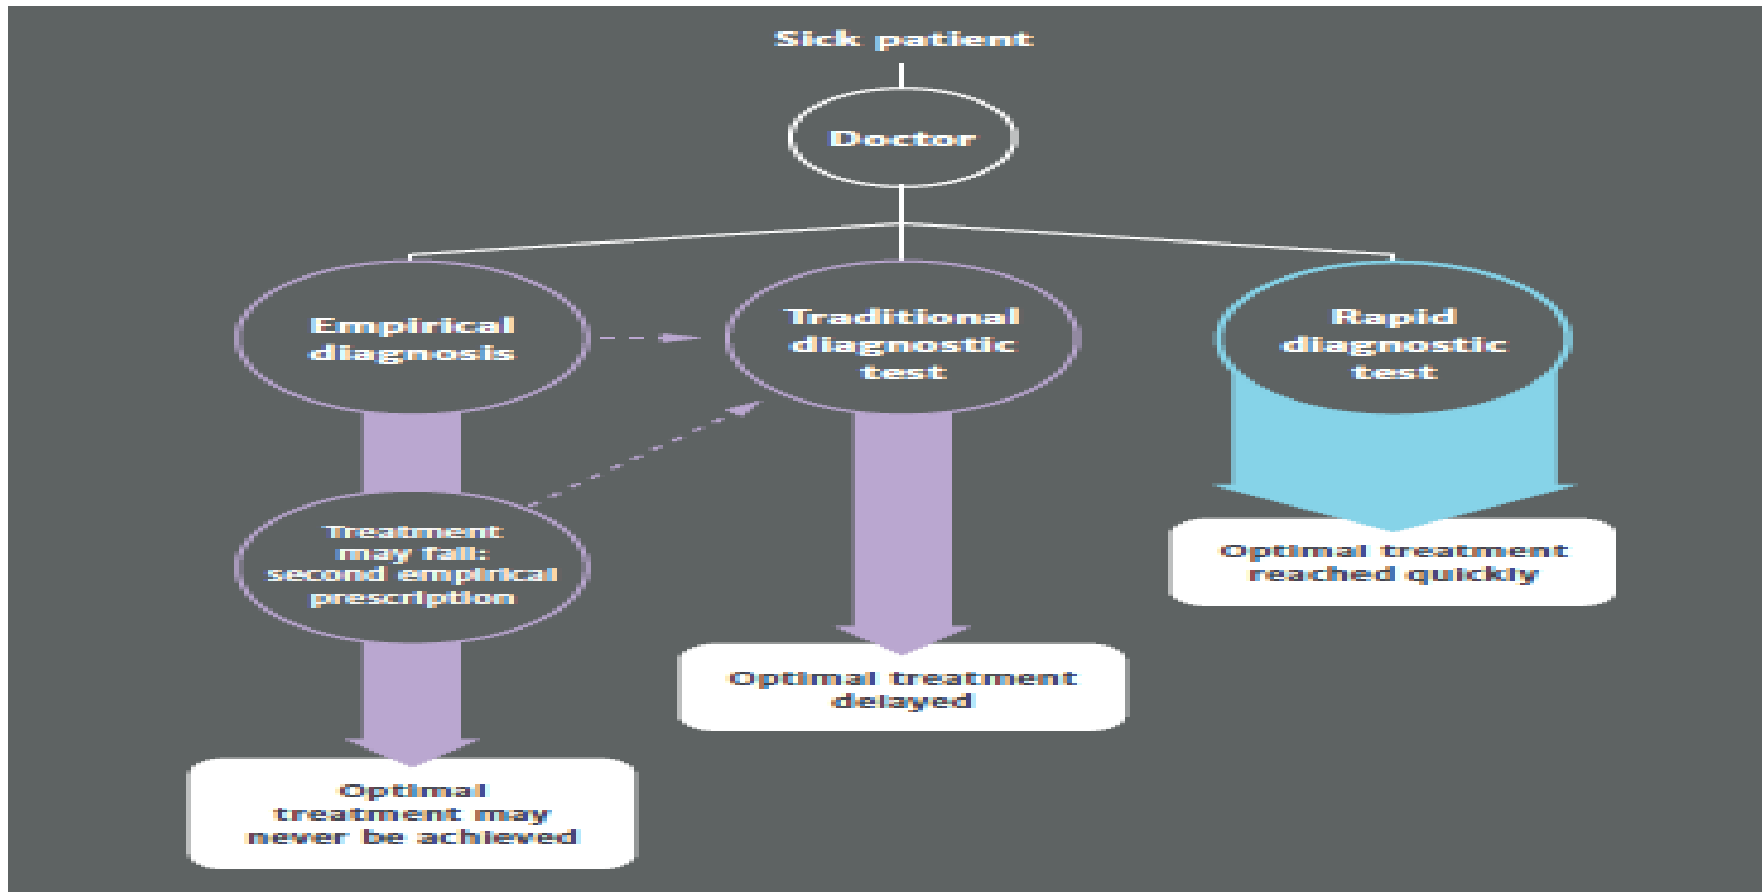 Sick patient
Doctor
Empirical
diagnosis
Traditional
diagnostic
test
Rapid
diagnostic
test
Treatment
may fail:
second empirical
prescription
Optimal treatment
reached quickly
Optimal treatment
delayed
Optimal
treatment may
never be achieved